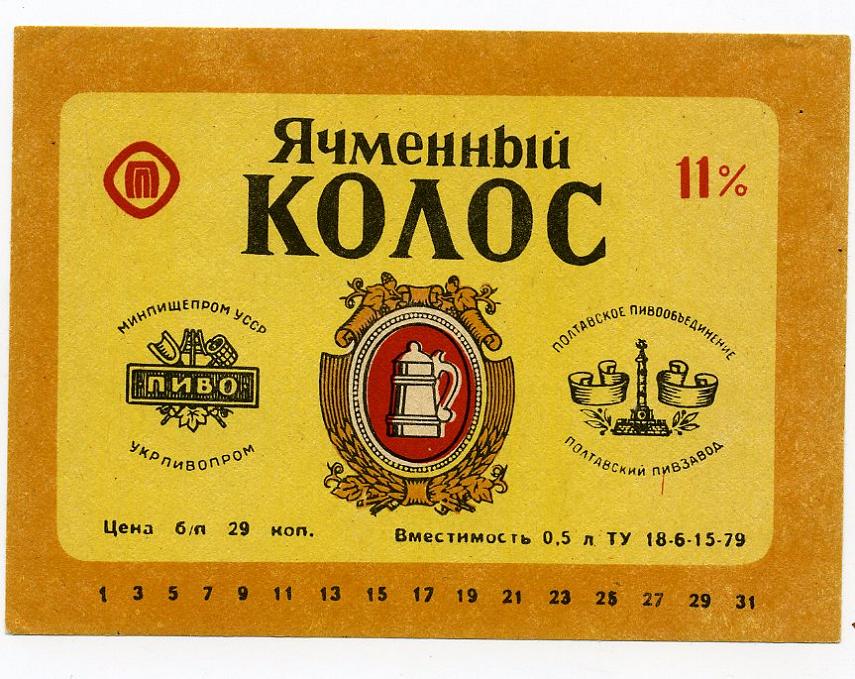 Ячменный
КОЛОС
11%
МИНПИЩЕПРОМ УССР
ПИВО
УКРПИВОПРОМ
ПОЛТАВСКОЕ ПИВООБЪЕДИНЕНИЕ
ПОЛТАВСКИЙ ПИВЗАВОД
Цена б/п 29 коп.
Вместимость 0,5 л ТУ 18-6-15-79
1 3 5 7 9 11 13 15 17 19 21 23 25 27 29 31